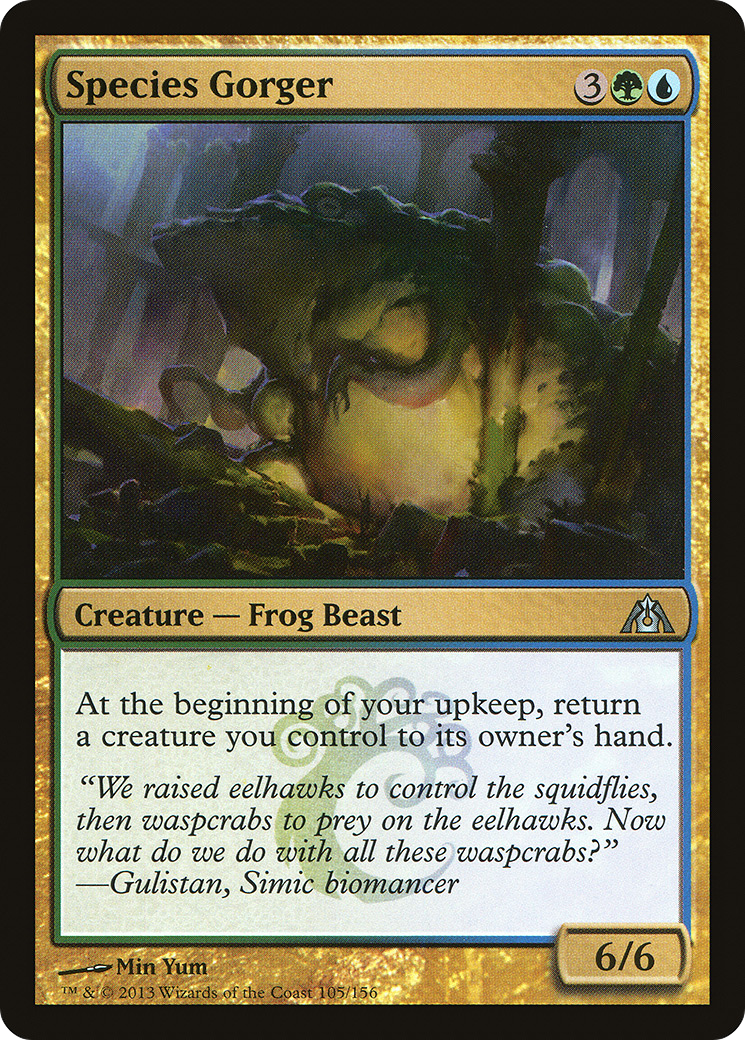 Species Gorger
3
Creature — Frog Beast
At the beginning of your upkeep, return
a creature you control to its owner's hand.
"We raised eelhawks to control the squidflies,
then waspcrabs to prey on the eelhawks. Now
what do we do with all these waspcrabs?"
—Gulistan, Simic biomancer
6/6
Min Yum
™ & © 2013 Wizards of the Coast 105/156